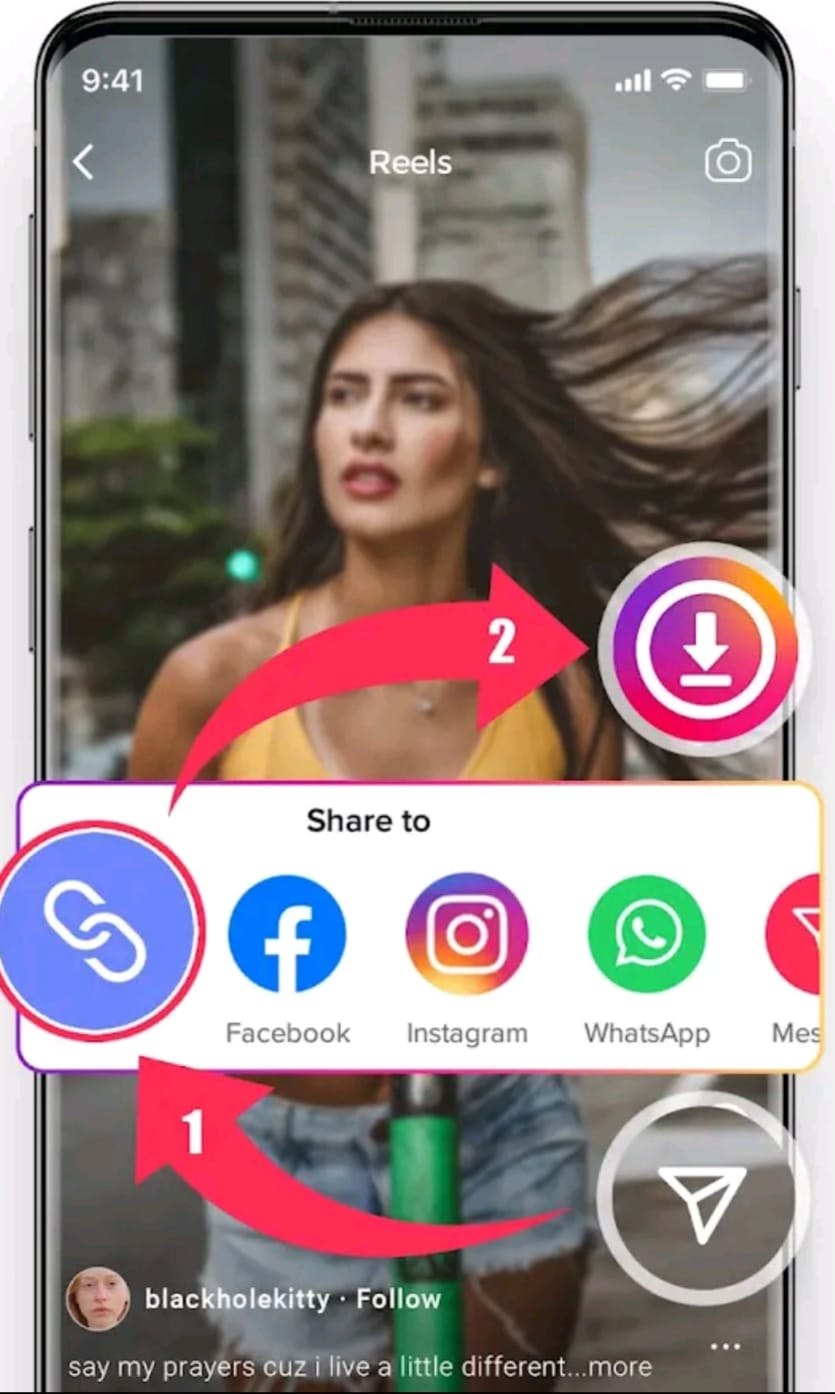 9:41
Reels
2
Share to
Facebook
Instagram
WhatsApp
Mes
1
blackholekitty · Follow
say my prayers cuz i live a little different...more